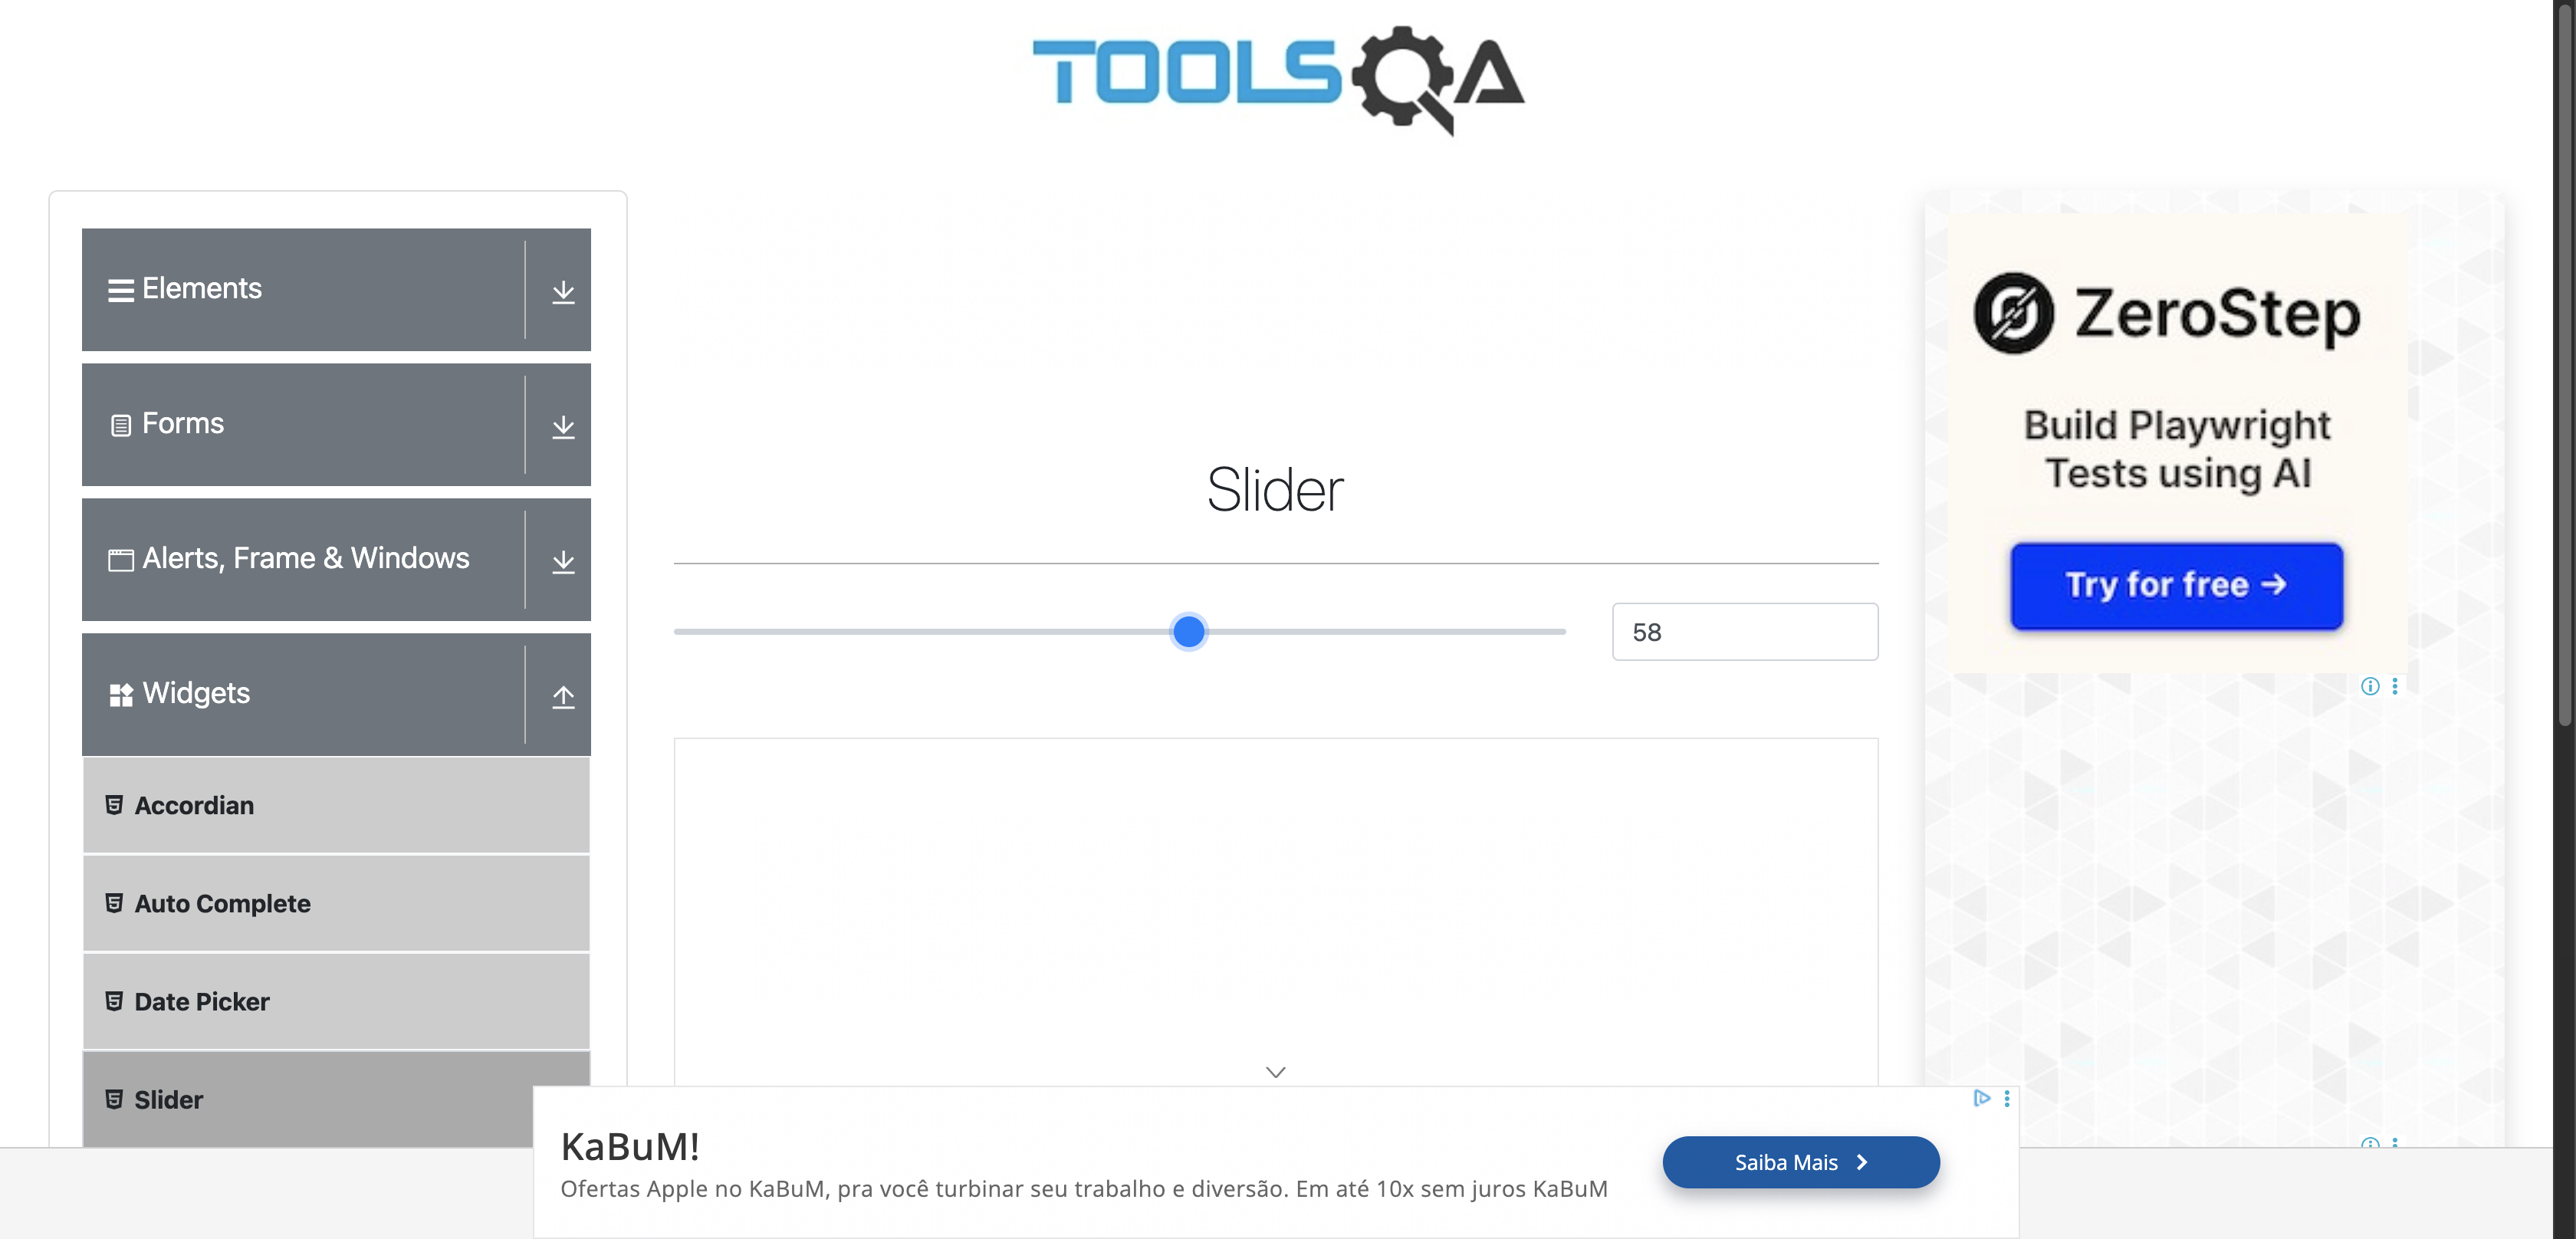 TOOLSQA
Elements
Forms
Alerts, Frame & Windows
Widgets
Accordian
Auto Complete
Date Picker
Slider
Slider
58
ZeroStep
Build Playwright
Tests using AI
Try for free →
KaBuM!
Ofertas Apple no KaBuM, pra você turbinar seu trabalho e diversão. Em até 10x sem juros KaBuM
Saiba Mais